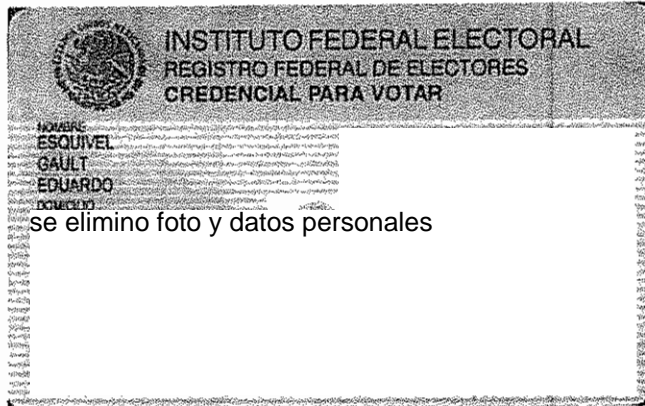 INSTITUTO FEDERAL ELECTORAL
REGISTRO FEDERAL DE ELECTORES
CREDENCIAL PARA VOTAR
NOMBRE
ESQUIVEL
GAULT
EDUARDO
DOMICILIO
se elimino foto y datos personales